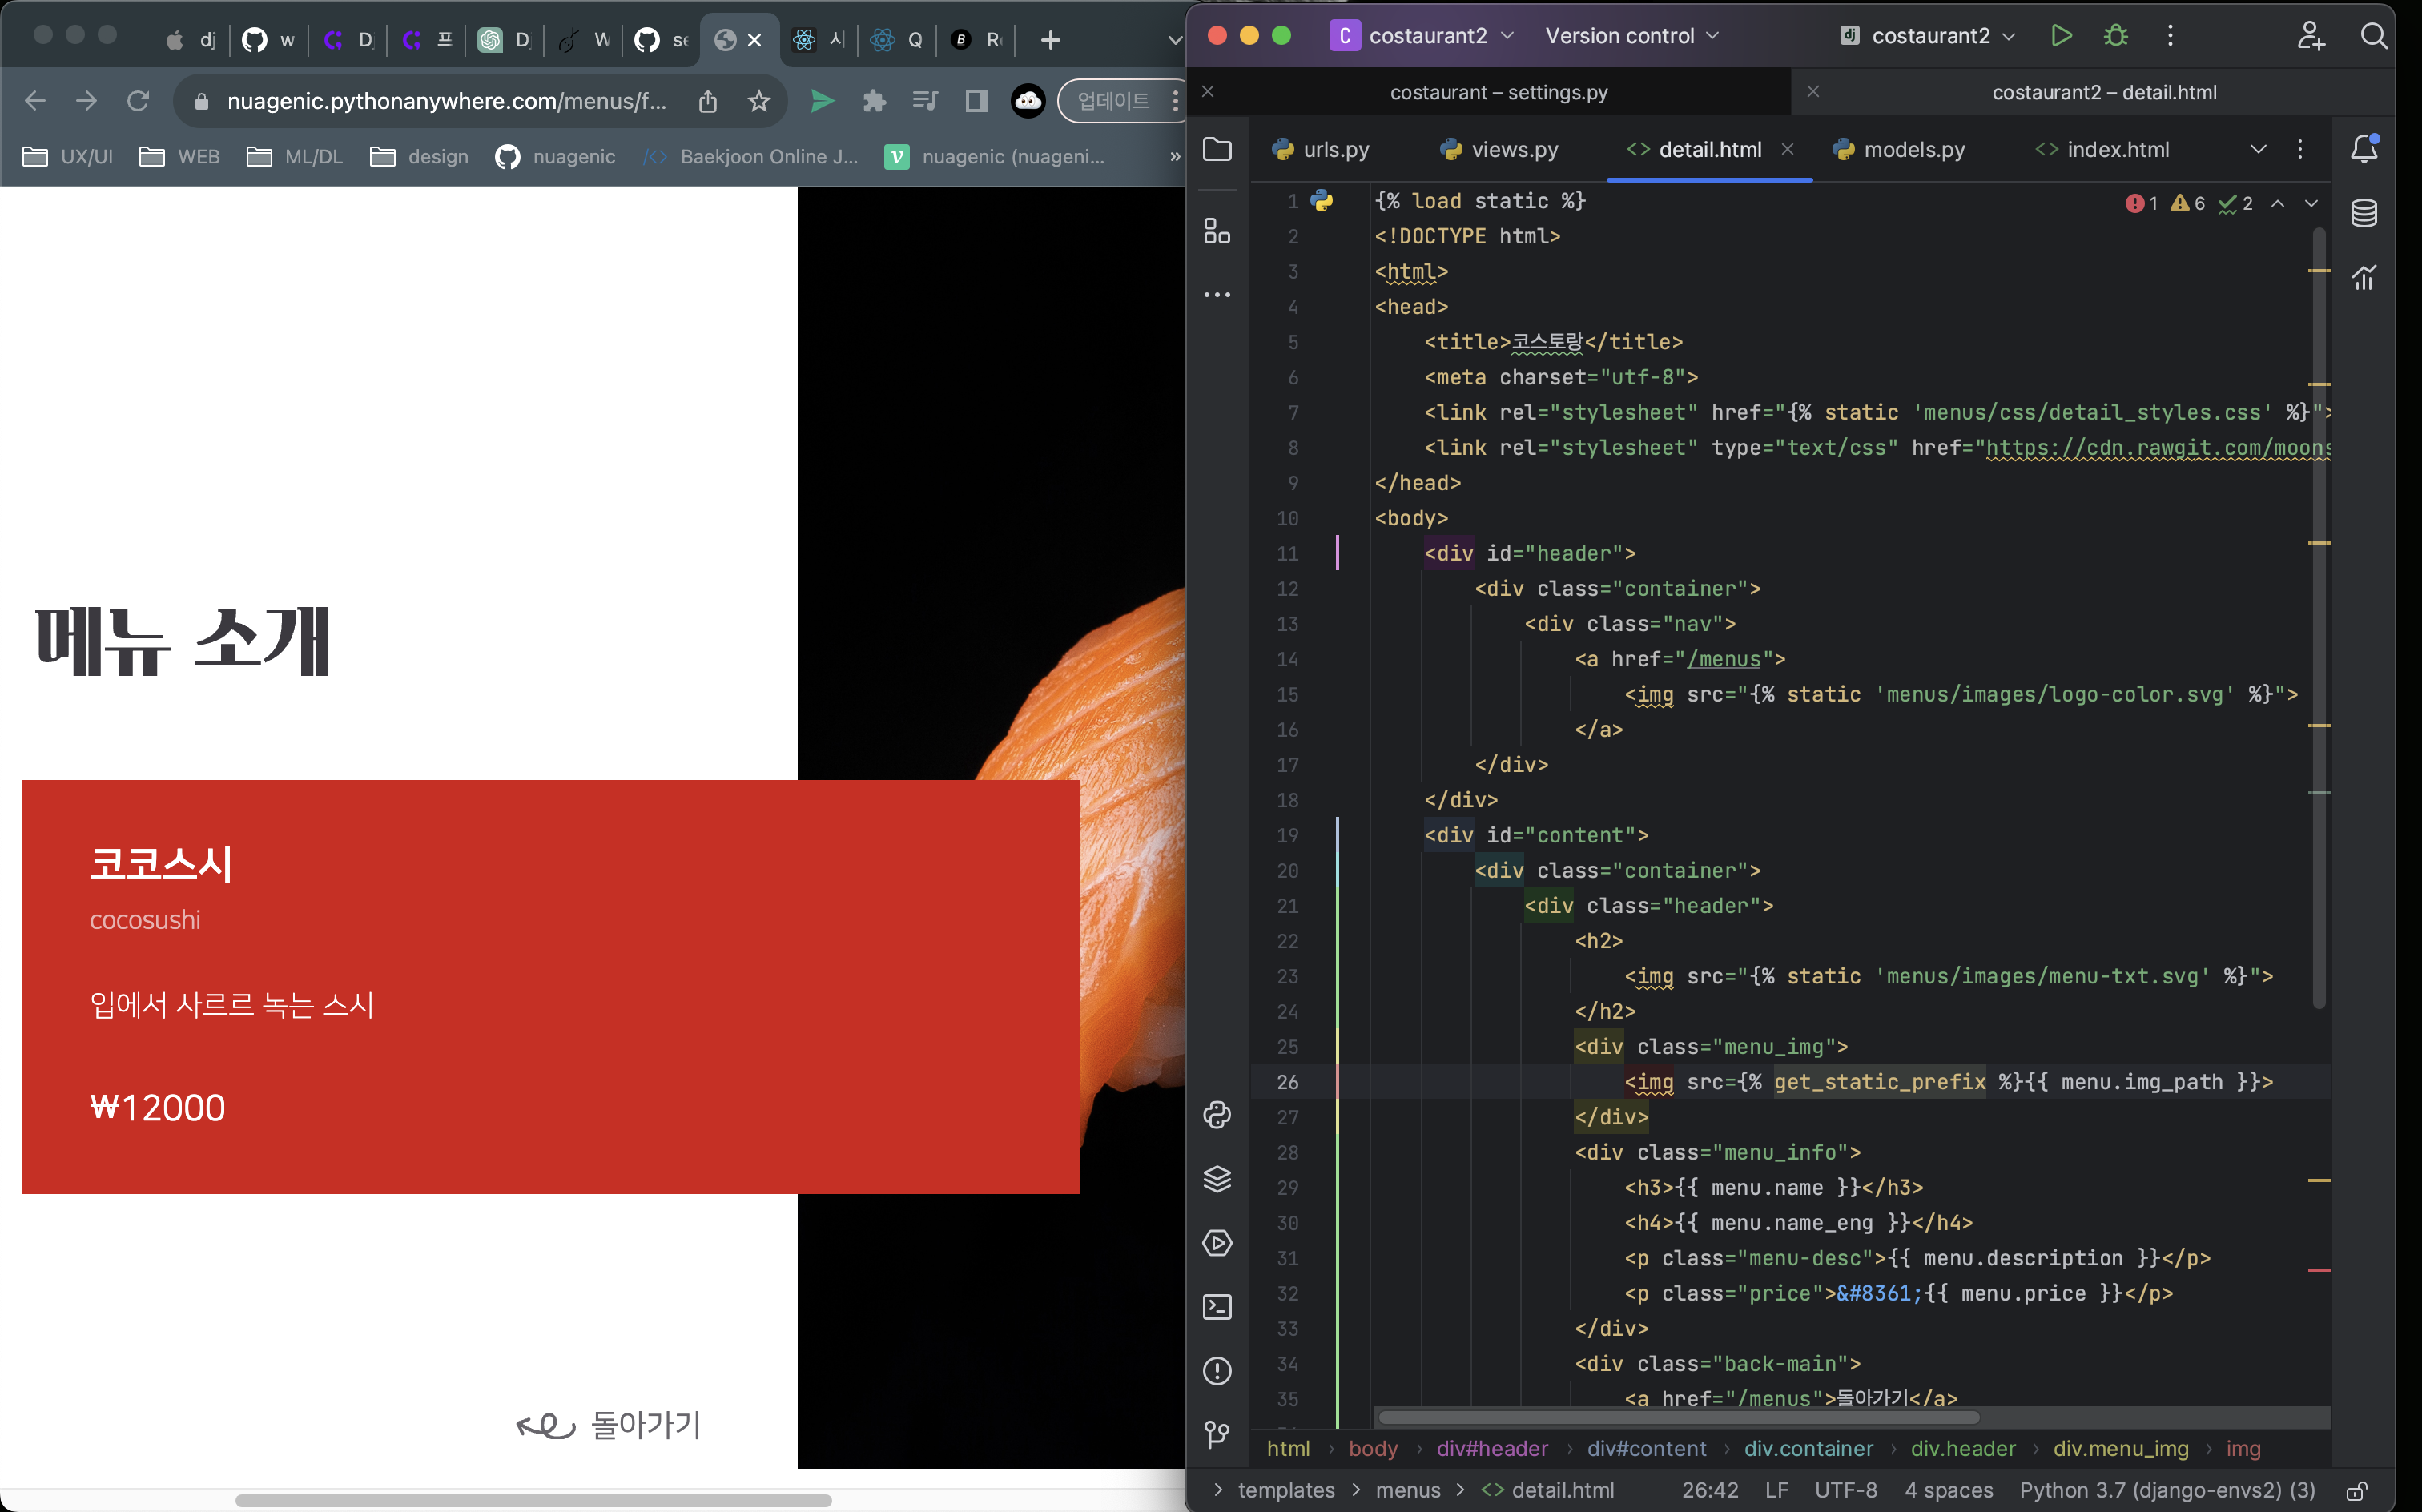 dj
w
D
프
D
W
se
시
Q
B
R
nuagenic.pythonanywhere.com/menus/f...
업데이트
UX/UI
WEB
ML/DL
design
nuagenic
Baekjoon Online J...
v
nuagenic (nuageni...
»
메뉴 소개
코코스시
cocosushi
입에서 사르르 녹는 스시
₩12000
돌아가기
C
costaurant2
Version control
dj
costaurant2
costaurant – settings.py
costaurant2 – detail.html
urls.py
views.py
<> detail.html
models.py
<> index.html
1
6
2
1 {% load static %}
2 <!DOCTYPE html>
3 <html>
4 <head>
5 <title>코스토랑</title>
6 <meta charset="utf-8">
7 <link rel="stylesheet" href="{% static 'menus/css/detail_styles.css' %}">
8 <link rel="stylesheet" type="text/css" href="https://cdn.rawgit.com/moons
9 </head>
10 <body>
11 <div id="header">
12 <div class="container">
13 <div class="nav">
14 <a href="/menus">
15 <img src="{% static 'menus/images/logo-color.svg' %}">
16 </a>
17 </div>
18 </div>
19 <div id="content">
20 <div class="container">
21 <div class="header">
22 <h2>
23 <img src="{% static 'menus/images/menu-txt.svg' %}">
24 </h2>
25 <div class="menu_img">
26 <img src={% get_static_prefix %}{{ menu.img_path }}>
27 </div>
28 <div class="menu_info">
29 <h3>{{ menu.name }}</h3>
30 <h4>{{ menu.name_eng }}</h4>
31 <p class="menu-desc">{{ menu.description }}</p>
32 <p class="price">&#8361;{{ menu.price }}</p>
33 </div>
34 <div class="back-main">
35 <a href="/menus">돌아가기</a>
html › body › div#header › div#content › div.container › div.header › div.menu_img › img
> templates > menus > <> detail.html
26:42
LF
UTF-8
4 spaces
Python 3.7 (django-envs2) (3)